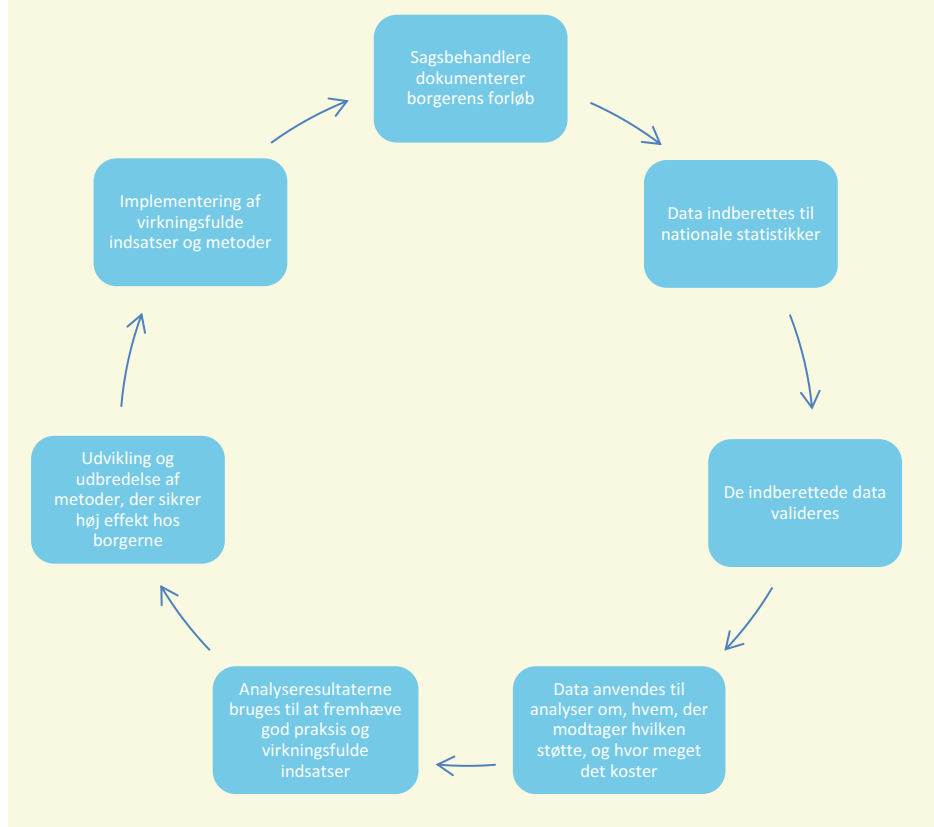 Sagsbehandlere
dokumenterer
borgerens forløb
Data indberettes til
nationale statistikker
De indberettede data
valideres
Data anvendes til
analyser om, hvem, der
modtager hvilken
støtte, og hvor meget
det koster
Analyseresultaterne
bruges til at fremhæve
god praksis og
virkningsfulde
indsatser
Udvikling og
udbredelse af
metoder, der sikrer
høj effekt hos
borgerne
Implementering af
virkningsfulde
indsatser og metoder